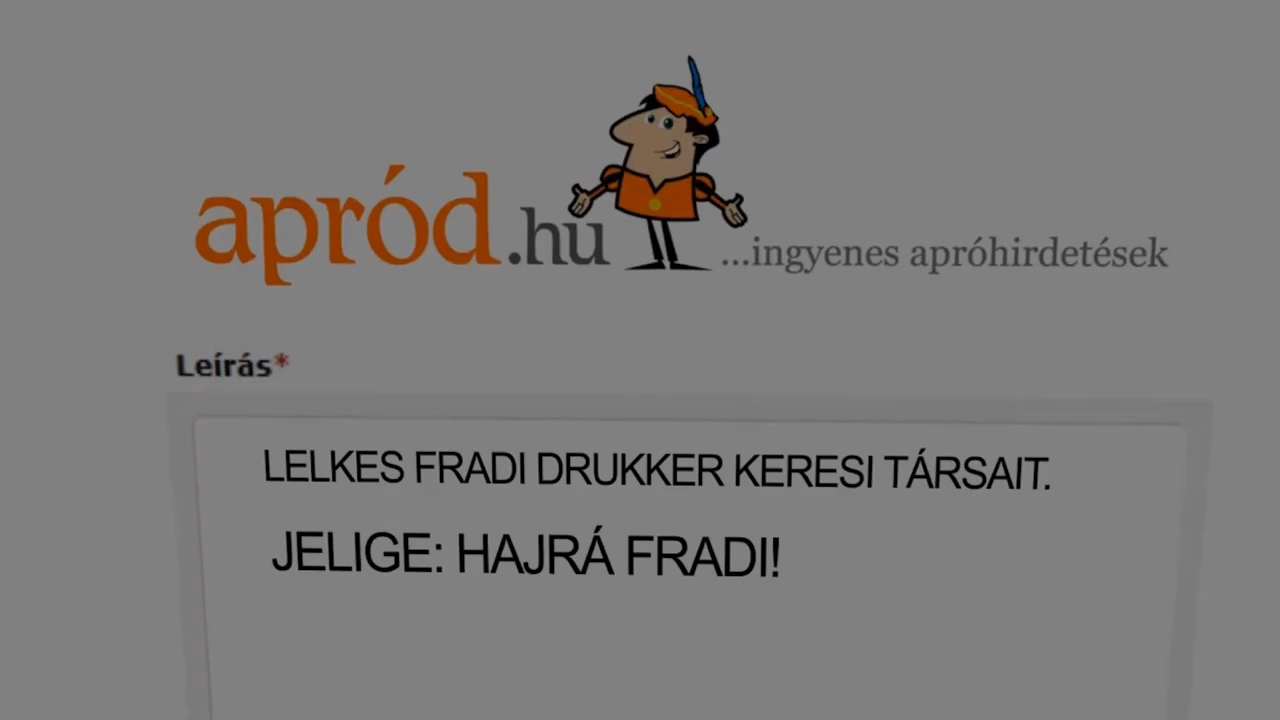 apród.hu ...ingyenes apróhirdetések
Leírás*
LELKES FRADI DRUKKER KERESI TÁRSAIT.
JELIGE: HAJRÁ FRADI!